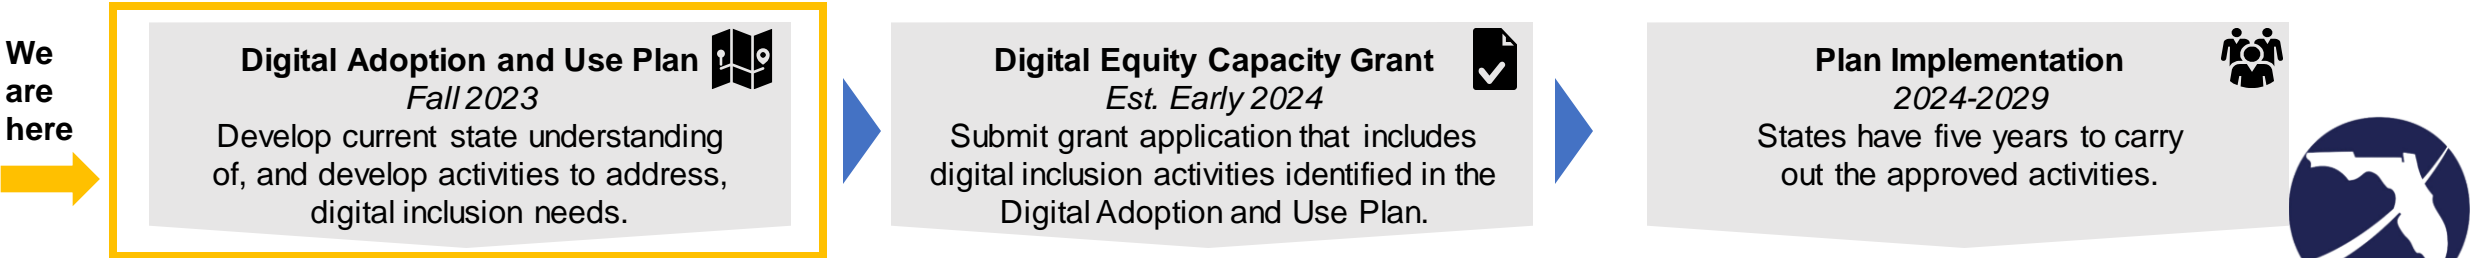 We
are
here
Digital Adoption and Use Plan
Fall 2023
Develop current state understanding
of, and develop activities to address,
digital inclusion needs.
Digital Equity Capacity Grant
Est. Early 2024
Submit grant application that includes
digital inclusion activities identified in the
Digital Adoption and Use Plan.
Plan Implementation
2024-2029
States have five years to carry
out the approved activities.